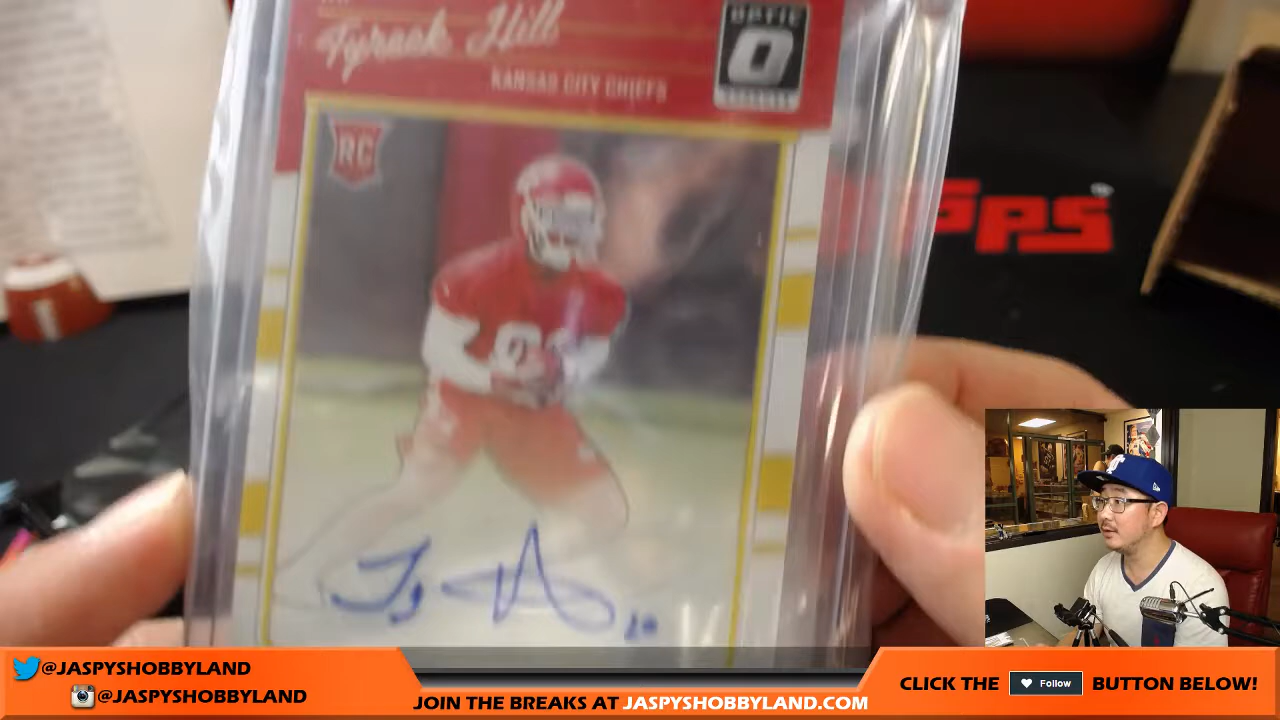 Tyreek Hill
KANSAS CITY CHIEFS
OPTIC
O
RC
PPS
@JASPYSHOBBYLAND
@JASPYSHOBBYLAND
JOIN THE BREAKS AT JASPYSHOBBYLAND.COM
CLICK THE Follow BUTTON BELOW!